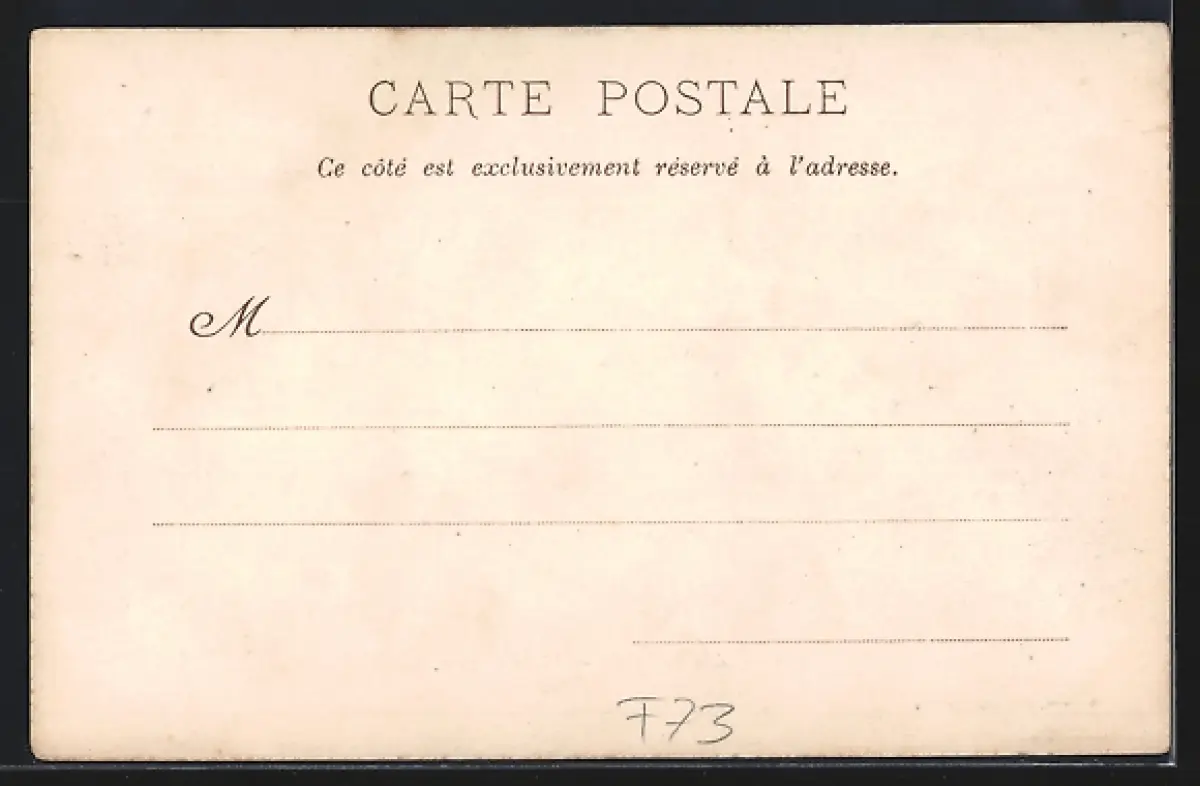 CARTE POSTALE
Ce côté est exclusivement réservé à l'adresse.
M
F73